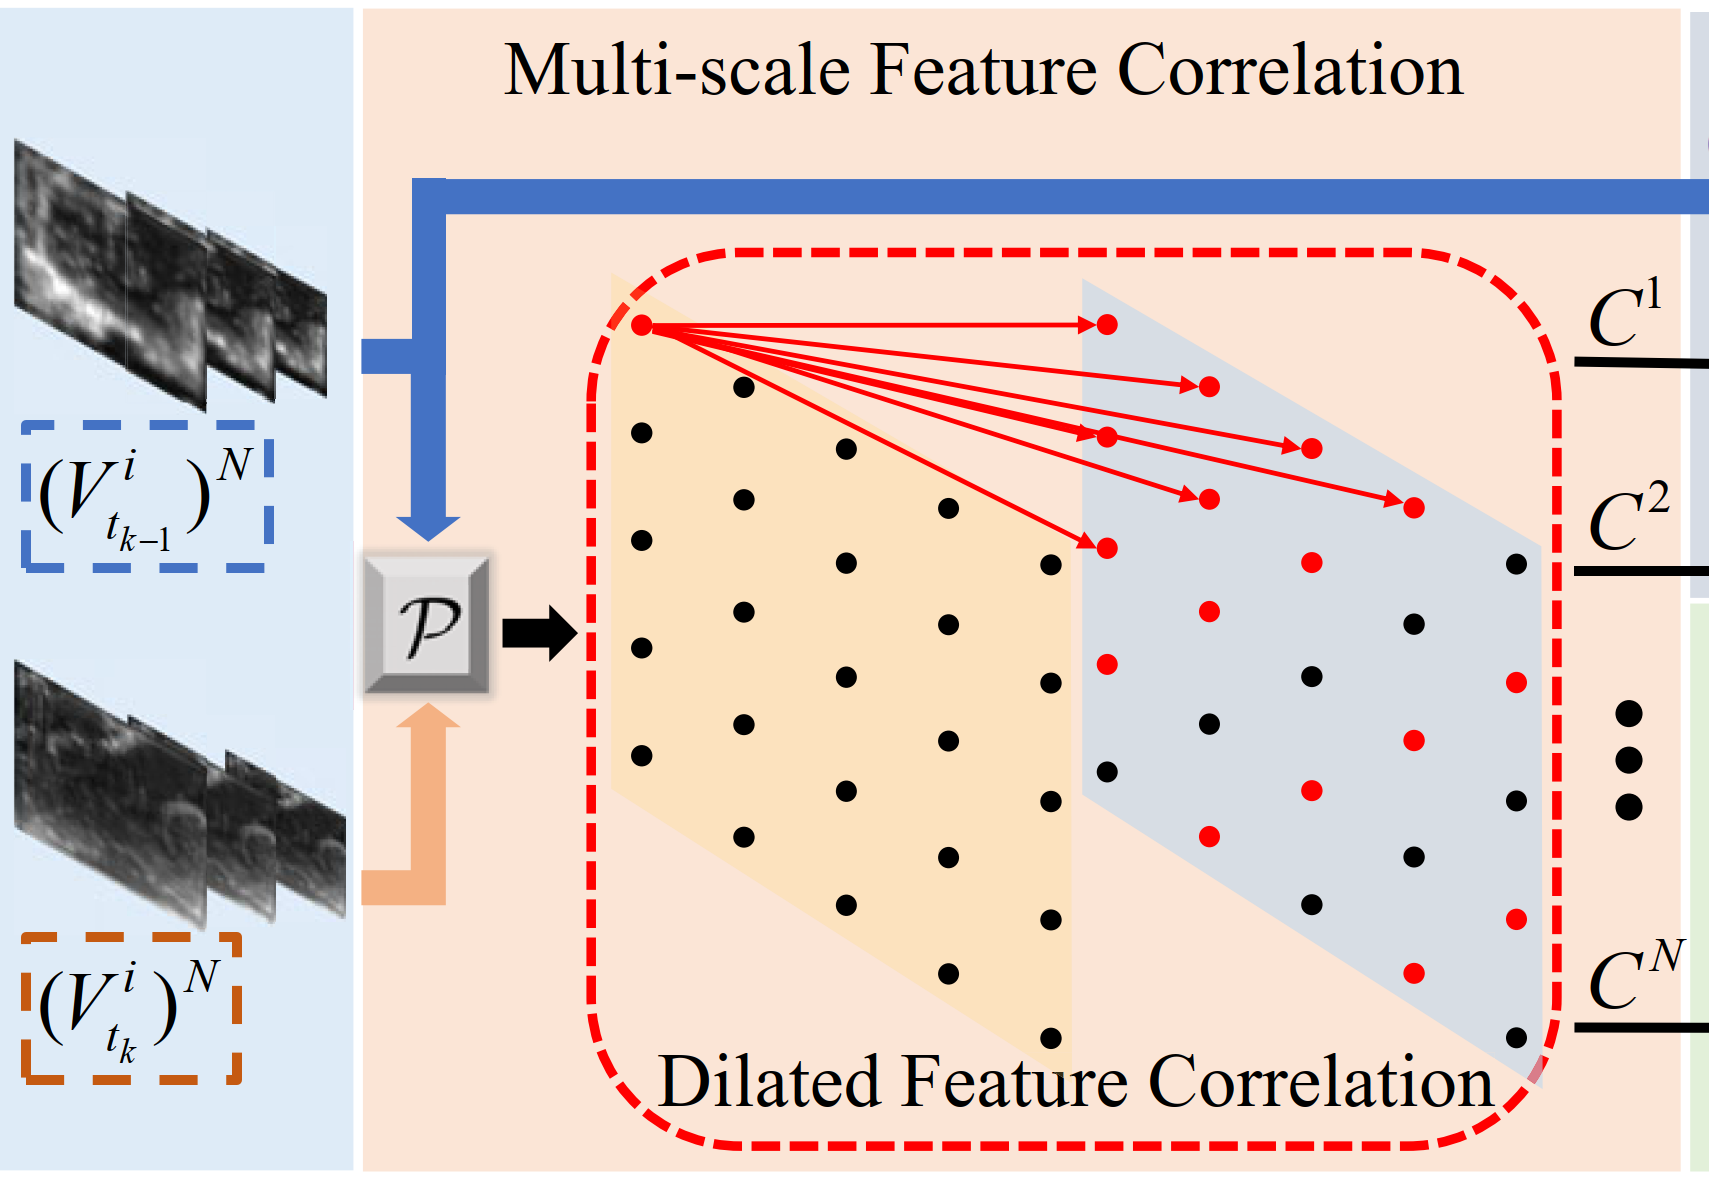 Multi-scale Feature Correlation
(V^i_{t_{k-1}})^N
(V^i_{t_k})^N
𝒫
C^1
C^2
C^N
Dilated Feature Correlation